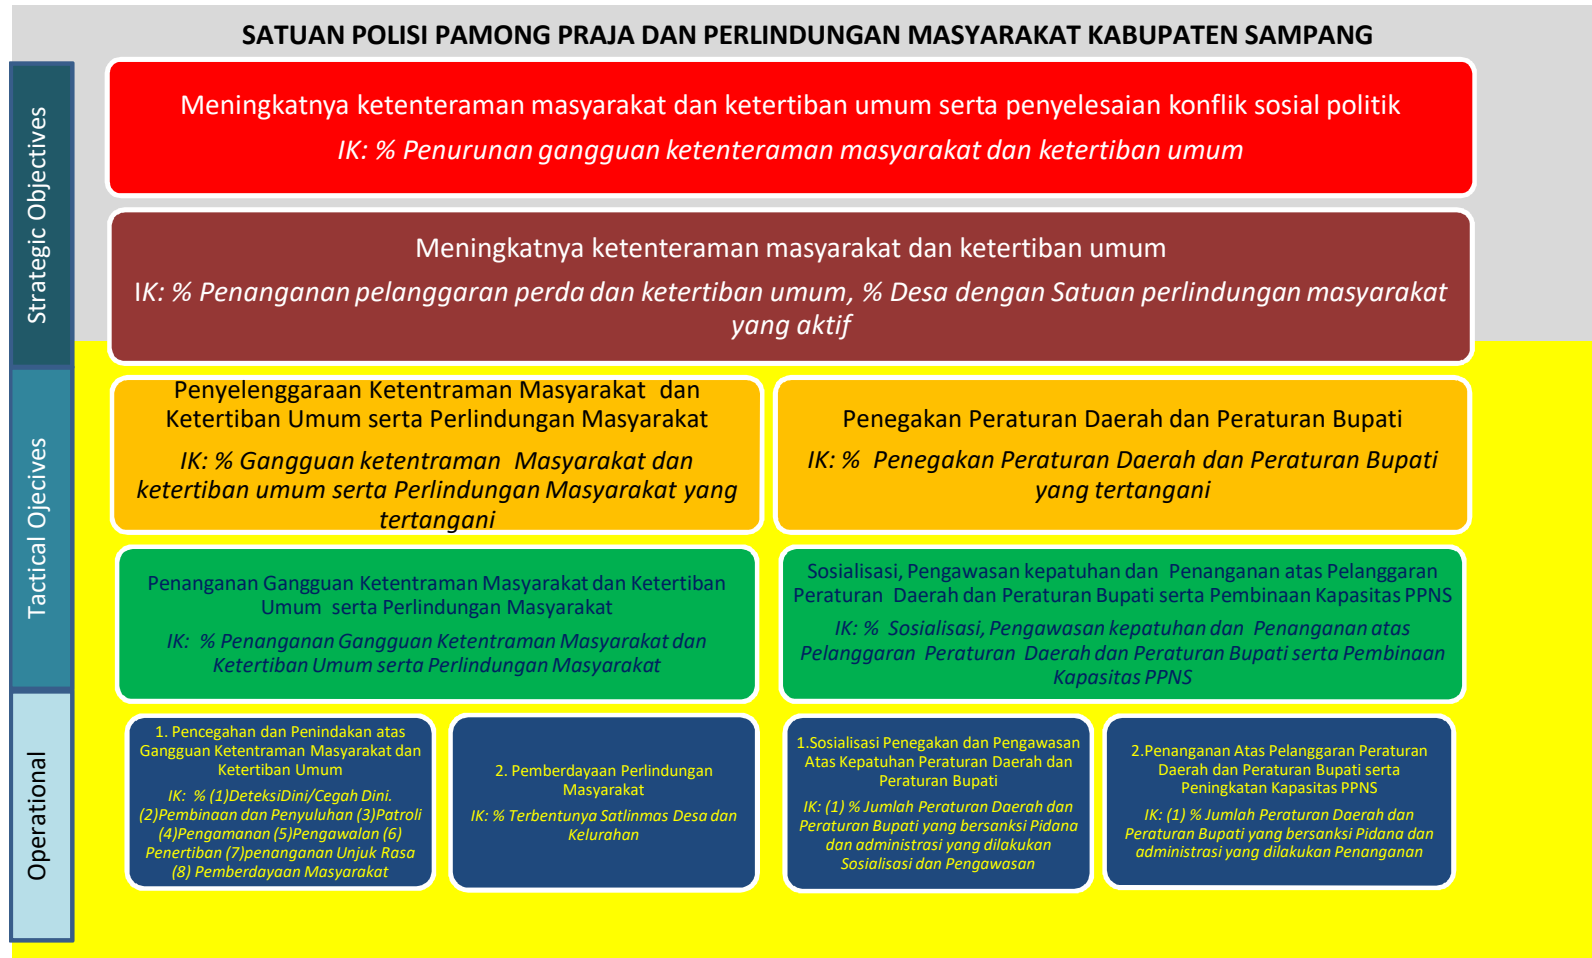 SATUAN POLISI PAMONG PRAJA DAN PERLINDUNGAN MASYARAKAT KABUPATEN SAMPANG
Strategic Objectives
Meningkatnya ketenteraman masyarakat dan ketertiban umum serta penyelesaian konflik sosial politik
IK: % Penurunan gangguan ketenteraman masyarakat dan ketertiban umum
Meningkatnya ketenteraman masyarakat dan ketertiban umum
IK: % Penanganan pelanggaran perda dan ketertiban umum, % Desa dengan Satuan perlindungan masyarakat
yang aktif
Tactical Ojecives
Penyelenggaraan Ketentraman Masyarakat dan
Ketertiban Umum serta Perlindungan Masyarakat
IK: % Gangguan ketentraman Masyarakat dan
ketertiban umum serta Perlindungan Masyarakat yang
tertangani
Penegakan Peraturan Daerah dan Peraturan Bupati
IK: % Penegakan Peraturan Daerah dan Peraturan Bupati
yang tertangani
Penanganan Gangguan Ketentraman Masyarakat dan Ketertiban
Umum serta Perlindungan Masyarakat
IK: % Penanganan Gangguan Ketentraman Masyarakat dan
Ketertiban Umum serta Perlindungan Masyarakat
Sosialisasi, Pengawasan kepatuhan dan Penanganan atas Pelanggaran
Peraturan Daerah dan Peraturan Bupati serta Pembinaan Kapasitas PPNS
IK: % Sosialisasi, Pengawasan kepatuhan dan Penanganan atas
Pelanggaran Peraturan Daerah dan Peraturan Bupati serta Pembinaan
Kapasitas PPNS
Operational
1. Pencegahan dan Penindakan atas
Gangguan Ketentraman Masyarakat dan
Ketertiban Umum
IK: % (1)DeteksiDini/Cegah Dini.
(2)Pembinaan dan Penyuluhan (3)Patroli
(4)Pengamanan (5)Pengawalan (6)
Penertiban (7)penanganan Unjuk Rasa
(8) Pemberdayaan Masyarakat
2. Pemberdayaan Perlindungan
Masyarakat
IK: % Terbentunya Satlinmas Desa dan
Kelurahan
1.Sosialisasi Penegakan dan Pengawasan
Atas Kepatuhan Peraturan Daerah dan
Peraturan Bupati
IK: (1) % Jumlah Peraturan Daerah dan
Peraturan Bupati yang bersanksi Pidana
dan administrasi yang dilakukan
Sosialisasi dan Pengawasan
2.Penanganan Atas Pelanggaran Peraturan
Daerah dan Peraturan Bupati serta
Peningkatan Kapasitas PPNS
IK: (1) % Jumlah Peraturan Daerah dan
Peraturan Bupati yang bersanksi Pidana dan
administrasi yang dilakukan Penanganan